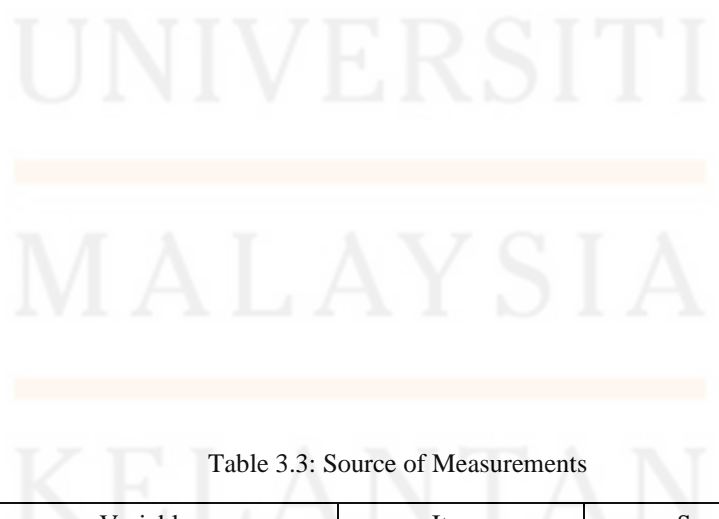 UNIVERSITI
MALAYSIA
KELANTAN
Table 3.3: Source of Measurements